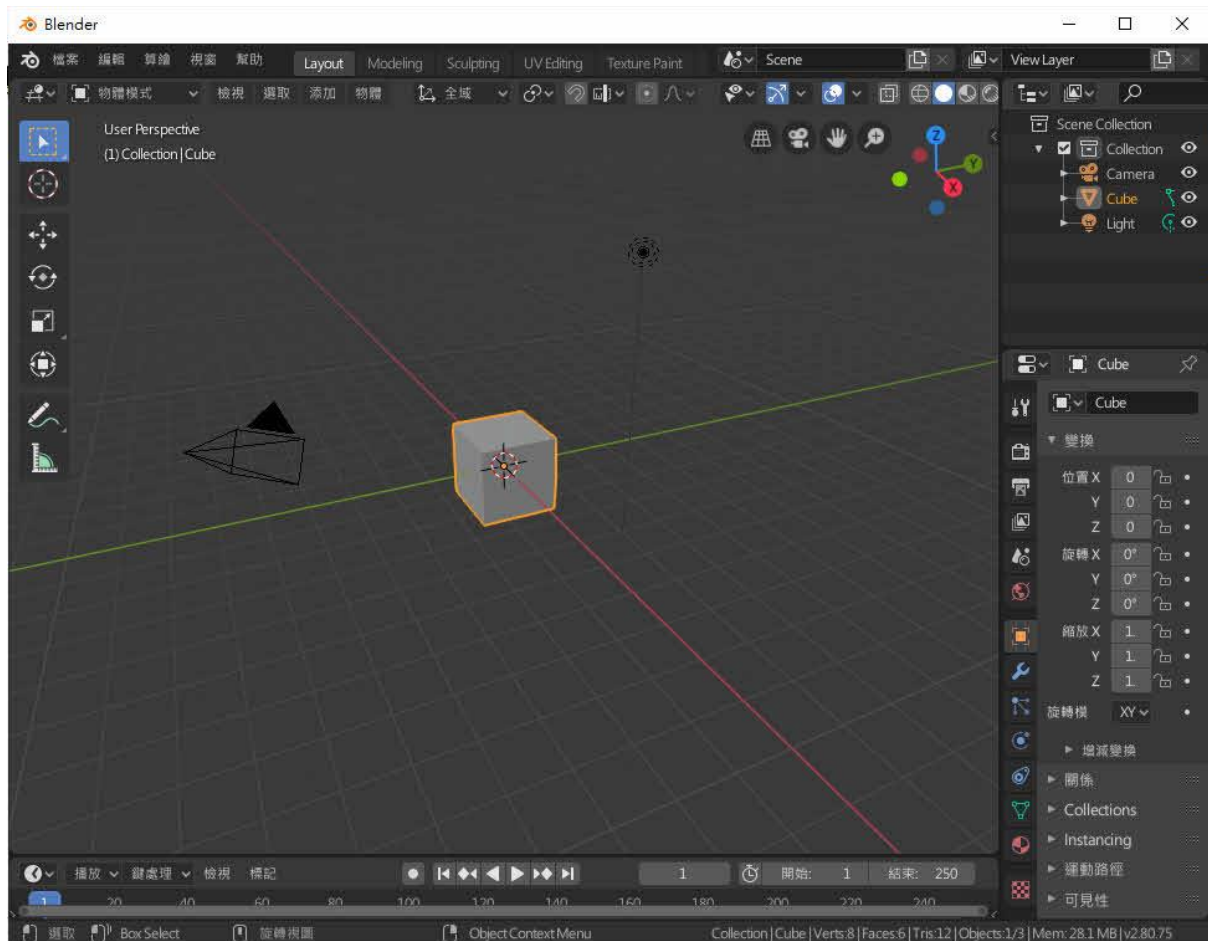 Blender
檔案 編輯 算繪 視窗 幫助 Layout Modeling Sculpting UV Editing Texture Paint Scene View Layer
物體模式 檢視 選取 添加 物體 全域
User Perspective
(1) Collection | Cube
Z
Y
X
Scene Collection
Collection
Camera
Cube
Light
Cube
Cube
變換
位置 X 0
Y 0
Z 0
旋轉 X 0°
Y 0°
Z 0°
縮放 X 1.
Y 1.
Z 1.
旋轉模 XY
增減變換
關係
Collections
Instancing
運動路徑
可見性
播放 鍵處理 檢視 標記 1 開始: 1 結束: 250
1 20 40 60 80 100 120 140 160 180 200 220 240
選取 Box Select 旋轉視圖 Object Context Menu Collection | Cube | Verts:8 | Faces:6 | Tris:12 | Objects:1/3 | Mem: 28.1 MB | v2.80.75